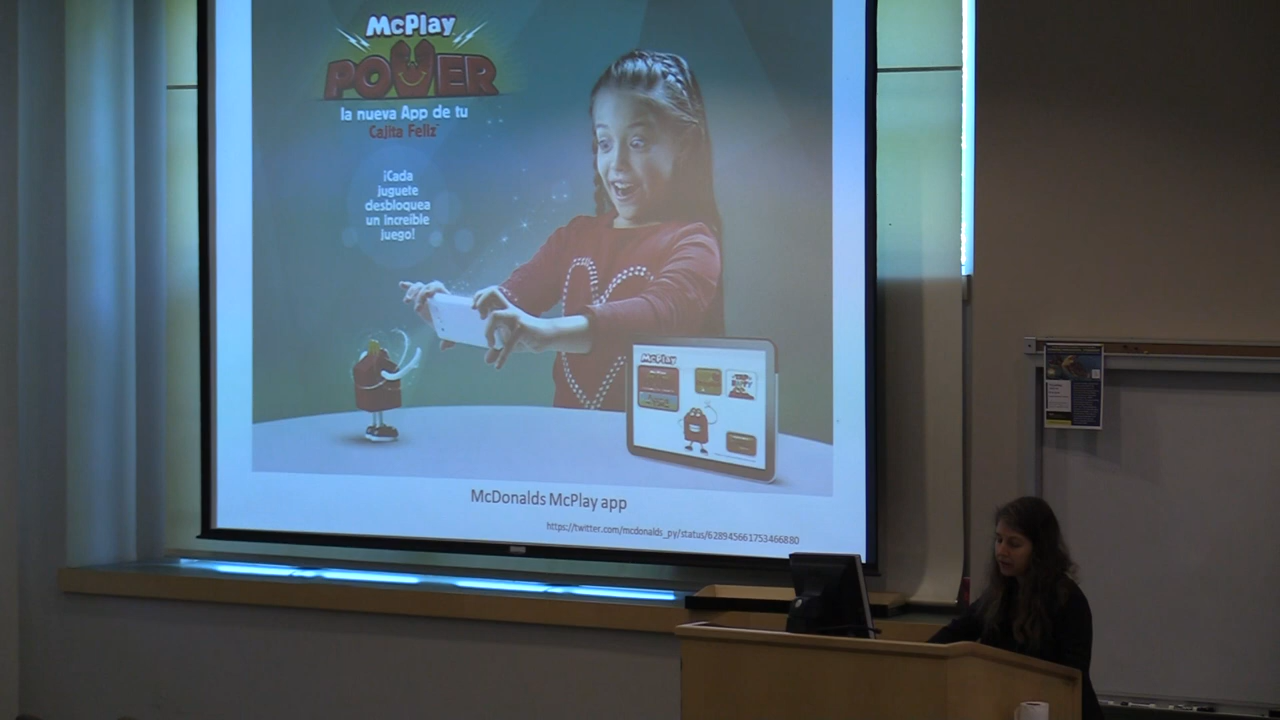 McPlay
POWER
la nueva App de tu
Cajita Feliz™
¡Cada
juguete
desbloquea
un increíble
juego!
McPlay
McDonalds McPlay app
https://twitter.com/mcdonalds_py/status/628945661753466880